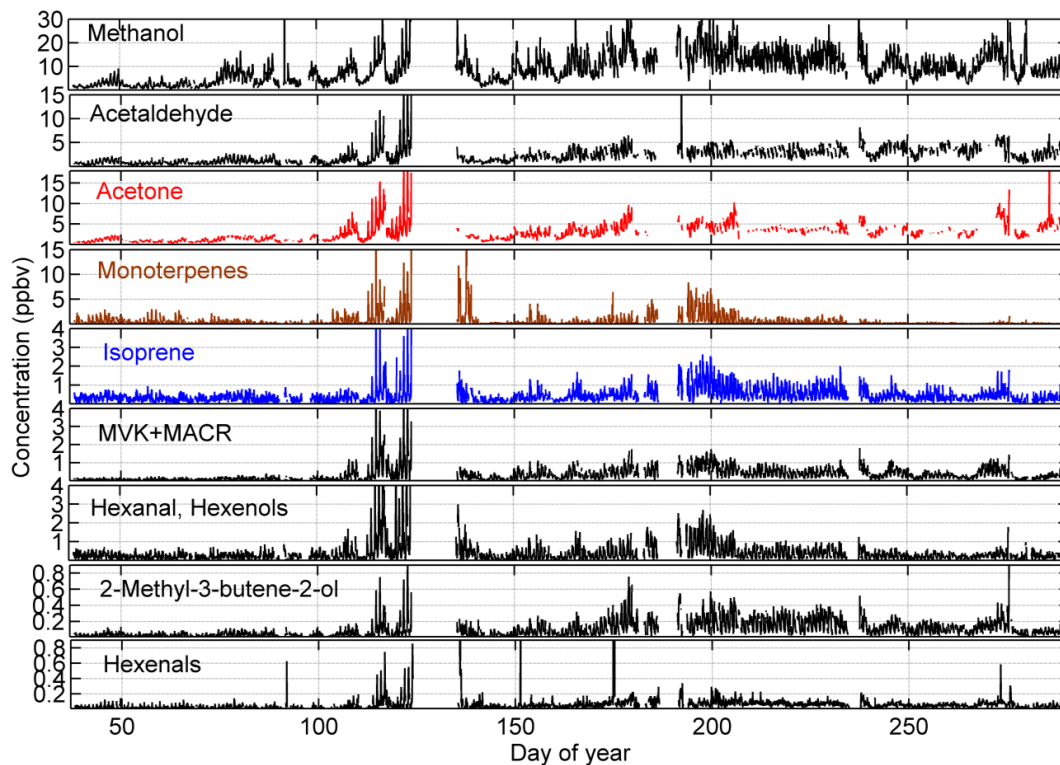 30
20
10
Methanol
15
10
5
Acetaldehyde
15
10
5
Acetone
15
10
5
Monoterpenes
4
3
2
1
Isoprene
4
3
2
1
MVK+MACR
4
3
2
1
Hexanal, Hexenols
0.8
0.6
0.4
0.2
2-Methyl-3-butene-2-ol
0.8
0.6
0.4
0.2
Hexenals
Concentration (ppbv)
50 100 150 200 250
Day of year